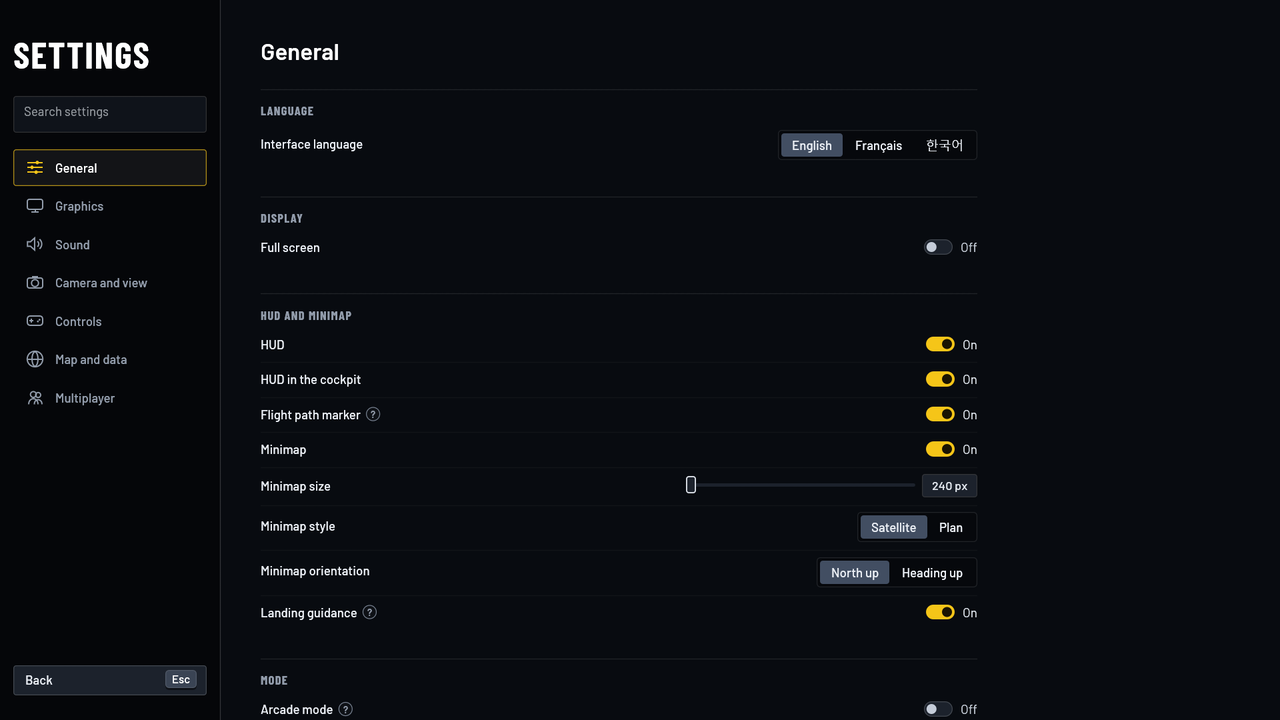 SETTINGS
Search settings
General
Graphics
Sound
Camera and view
Controls
Map and data
Multiplayer
Back Esc
General
LANGUAGE
Interface language English Français 한국어
DISPLAY
Full screen Off
HUD AND MINIMAP
HUD On
HUD in the cockpit On
Flight path marker ? On
Minimap On
Minimap size 240 px
Minimap style Satellite Plan
Minimap orientation North up Heading up
Landing guidance ? On
MODE
Arcade mode ? Off